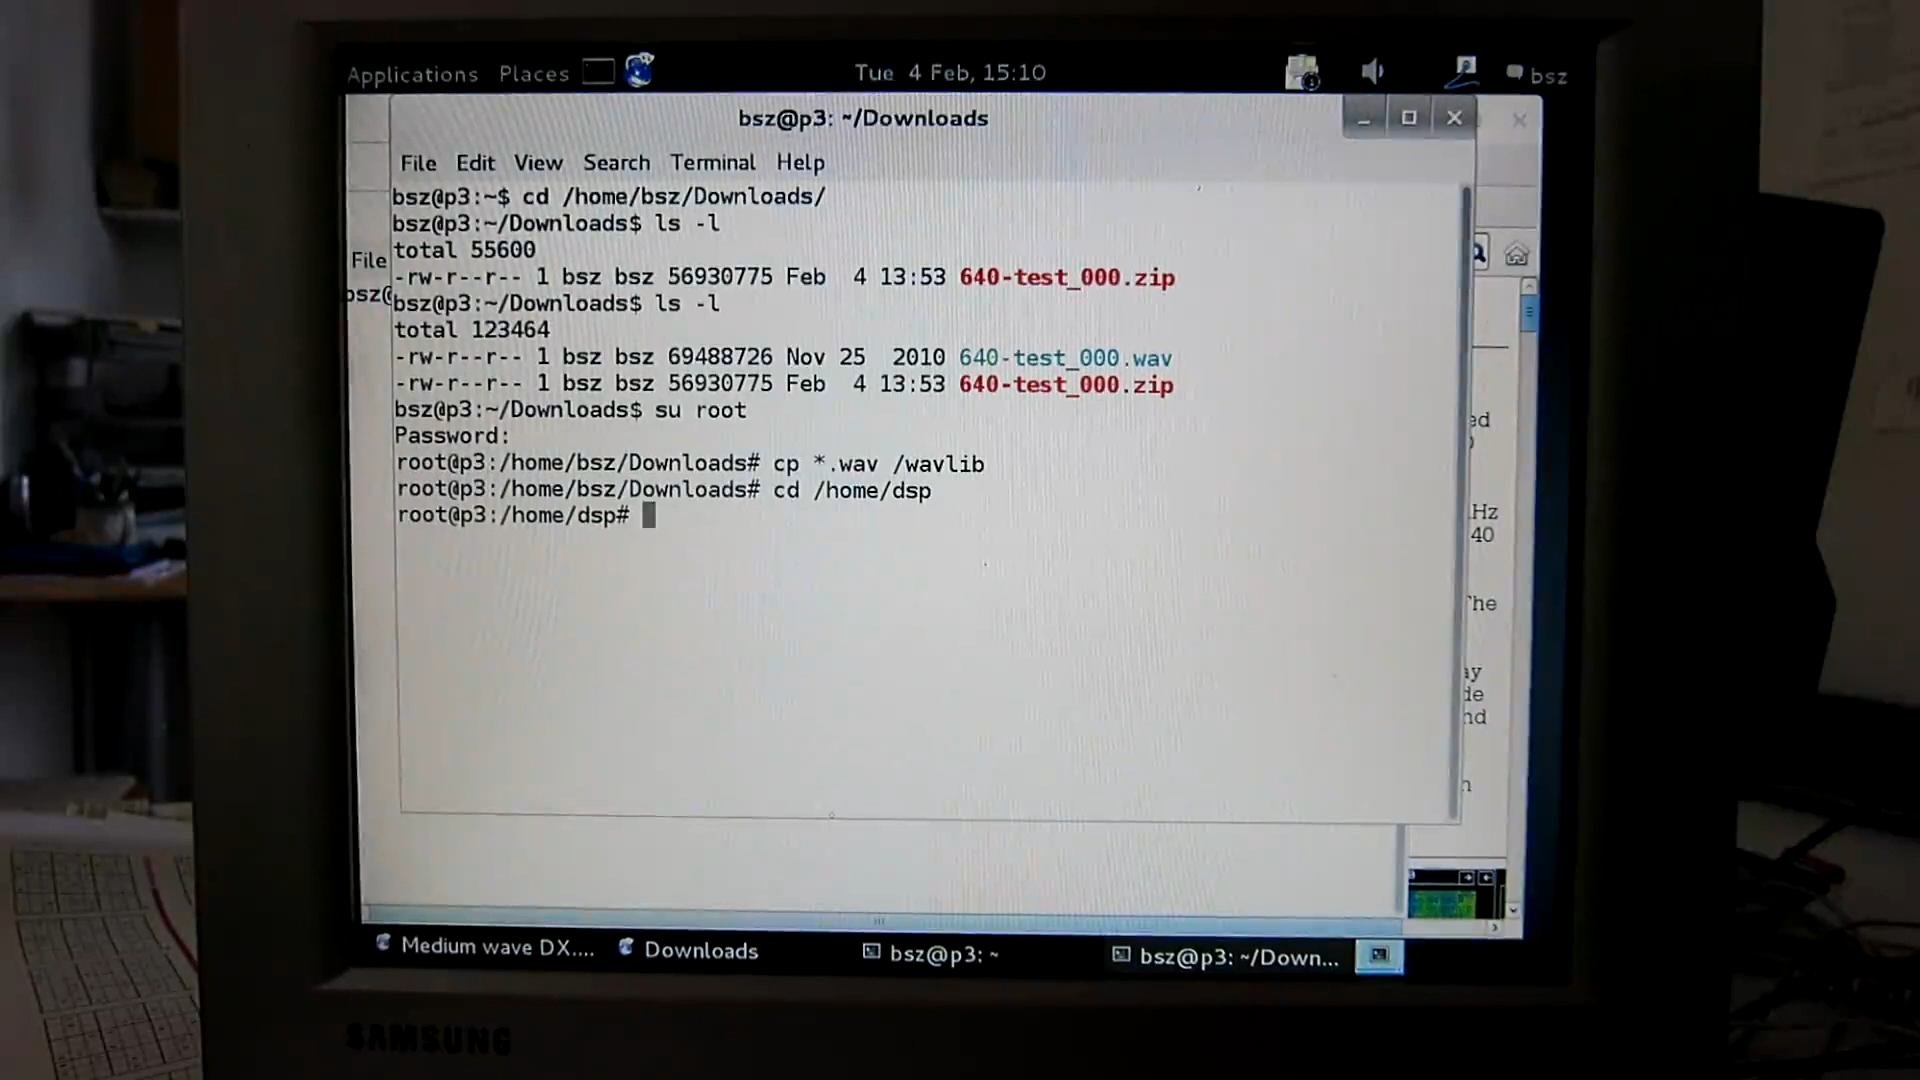 Applications Places Tue 4 Feb, 15:10 bsz
bsz@p3: ~/Downloads
File Edit View Search Terminal Help
bsz@p3:~$ cd /home/bsz/Downloads/
bsz@p3:~/Downloads$ ls -l
total 55600
File
-rw-r--r-- 1 bsz bsz 56930775 Feb  4 13:53 640-test_000.zip
bsz@p3:~/Downloads$ ls -l
total 123464
-rw-r--r-- 1 bsz bsz 69488726 Nov 25  2010 640-test_000.wav
-rw-r--r-- 1 bsz bsz 56930775 Feb  4 13:53 640-test_000.zip
bsz@p3:~/Downloads$ su root
Password:
root@p3:/home/bsz/Downloads# cp *.wav /wavlib
root@p3:/home/bsz/Downloads# cd /home/dsp
root@p3:/home/dsp#
40
Medium wave DX.... Downloads bsz@p3: ~ bsz@p3: ~/Down...
SAMSUNG